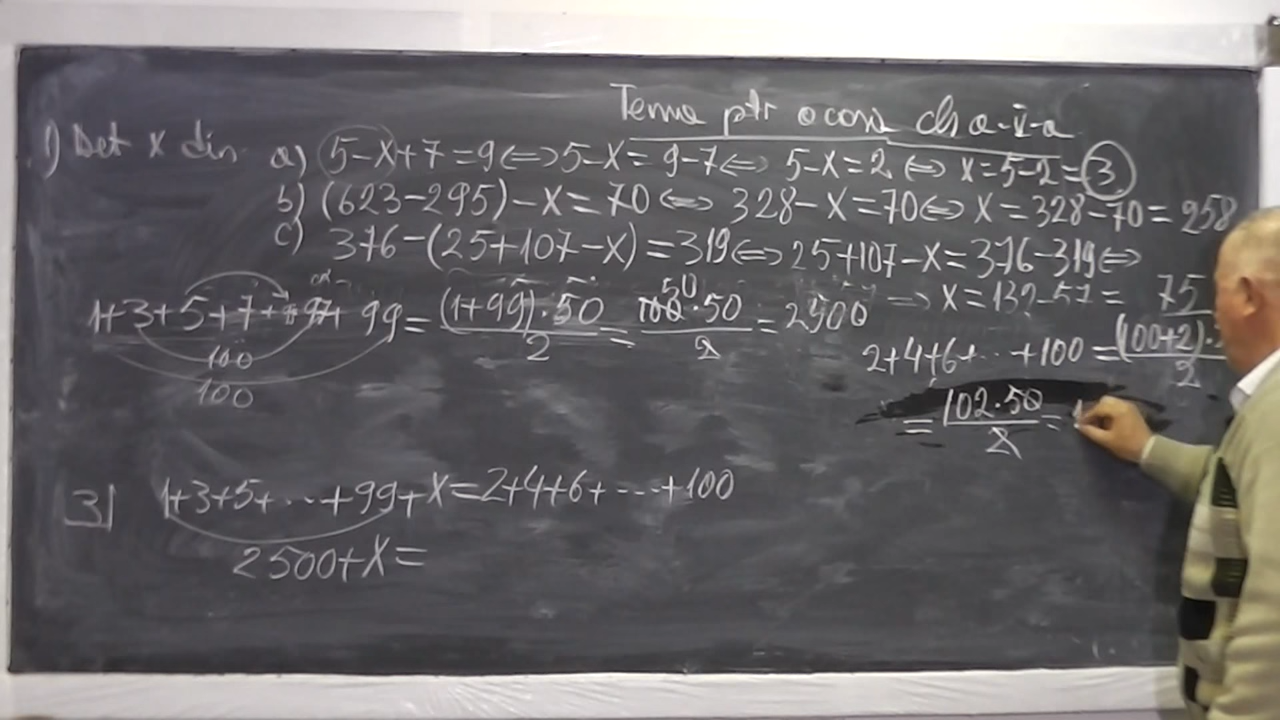 Tema ptr acasă cls a-V-a
1) Det x din a) 5-x+7=9⇔5-x=9-7⇔ 5-x=2 ⇔ x=5-2=3
b) (623-295)-x=70 ⇔ 328-x=70⇔ x=328-70=258
c) 376-(25+107-x)=319⇔25+107-x=376-319⇔
→ x=132-57= 75
1+3+5+7+ 97+ 99= (1+99)·50 / 2 = 100·50 / 2 = 2500
50
100
100
2+4+6+...+100=(100+2)· / 2
= 102·50 / 2 =
3) 1+3+5+...+99+x=2+4+6+...+100
2500+x=